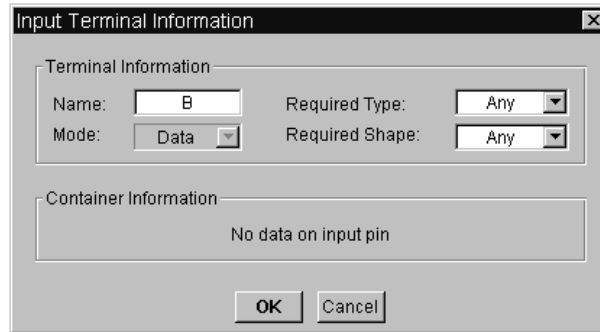 Input Terminal Information
Terminal Information
Name: B Required Type: Any
Mode: Data Required Shape: Any
Container Information
No data on input pin
OK Cancel